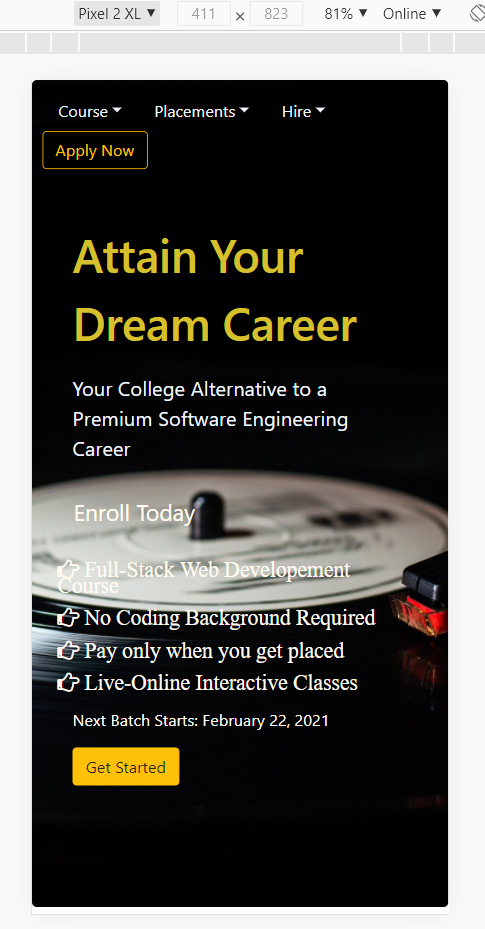 Pixel 2 XL ▼ 411 × 823 81% ▼ Online ▼
Course Placements Hire
Apply Now
Attain Your
Dream Career
Your College Alternative to a
Premium Software Engineering
Career
Enroll Today
Full-Stack Web Developement
Course
No Coding Background Required
Pay only when you get placed
Live-Online Interactive Classes
Next Batch Starts: February 22, 2021
Get Started